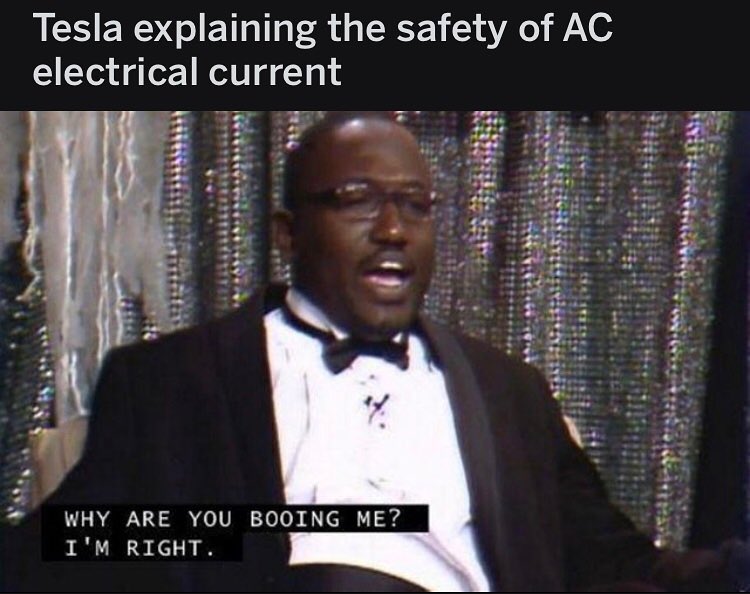 Tesla explaining the safety of AC
electrical current
WHY ARE YOU BOOING ME?
I'M RIGHT.